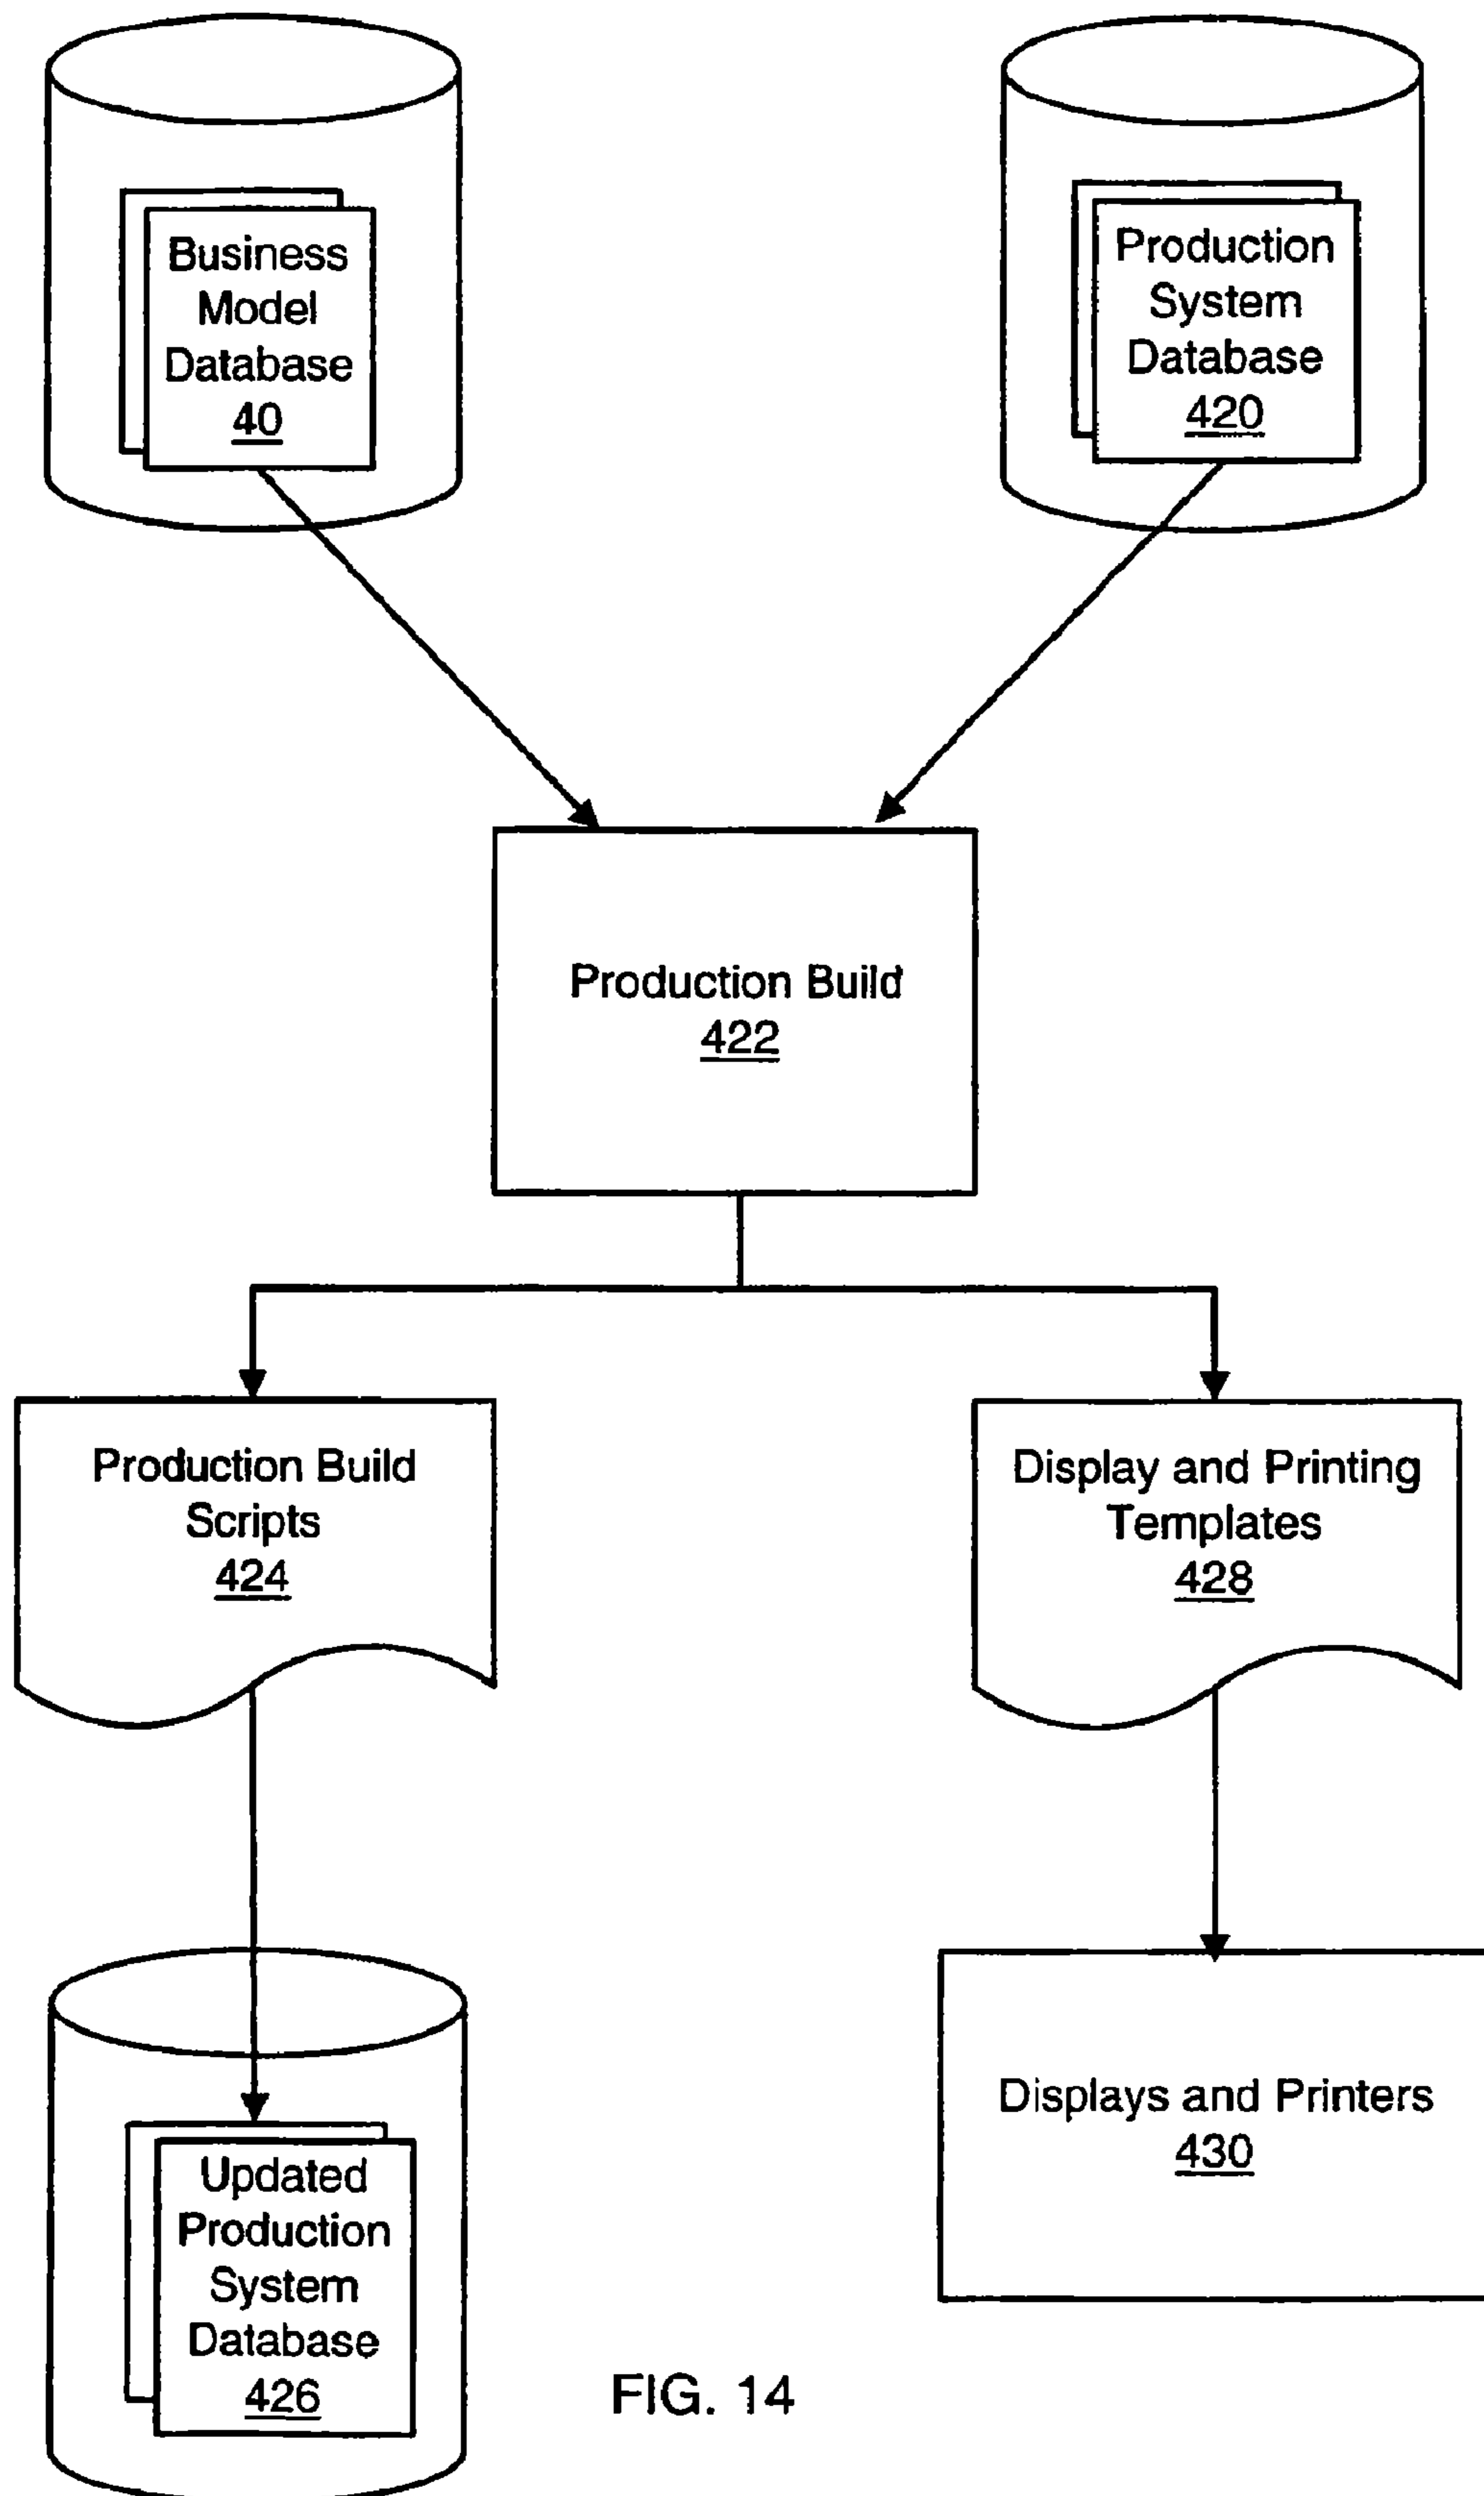 Business
Model
Database
40
Production
System
Database
420
Production Build
422
Production Build
Scripts
424
Display and Printing
Templates
428
Displays and Printers
430
Updated
Production
System
Database
426
FIG. 14